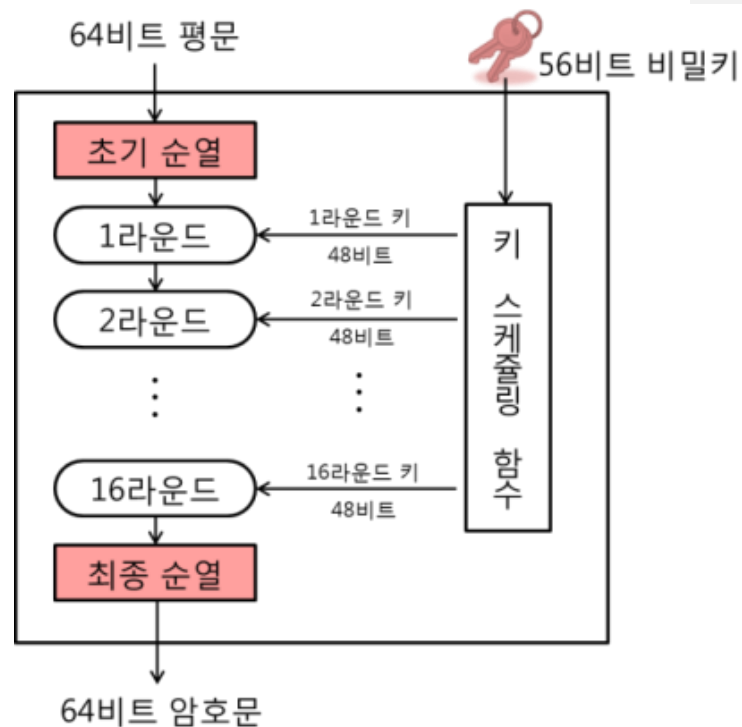 64비트 평문
56비트 비밀키
초기 순열
1라운드
1라운드 키
48비트
2라운드
2라운드 키
48비트
키 스케쥴링 함수
16라운드
16라운드 키
48비트
최종 순열
64비트 암호문